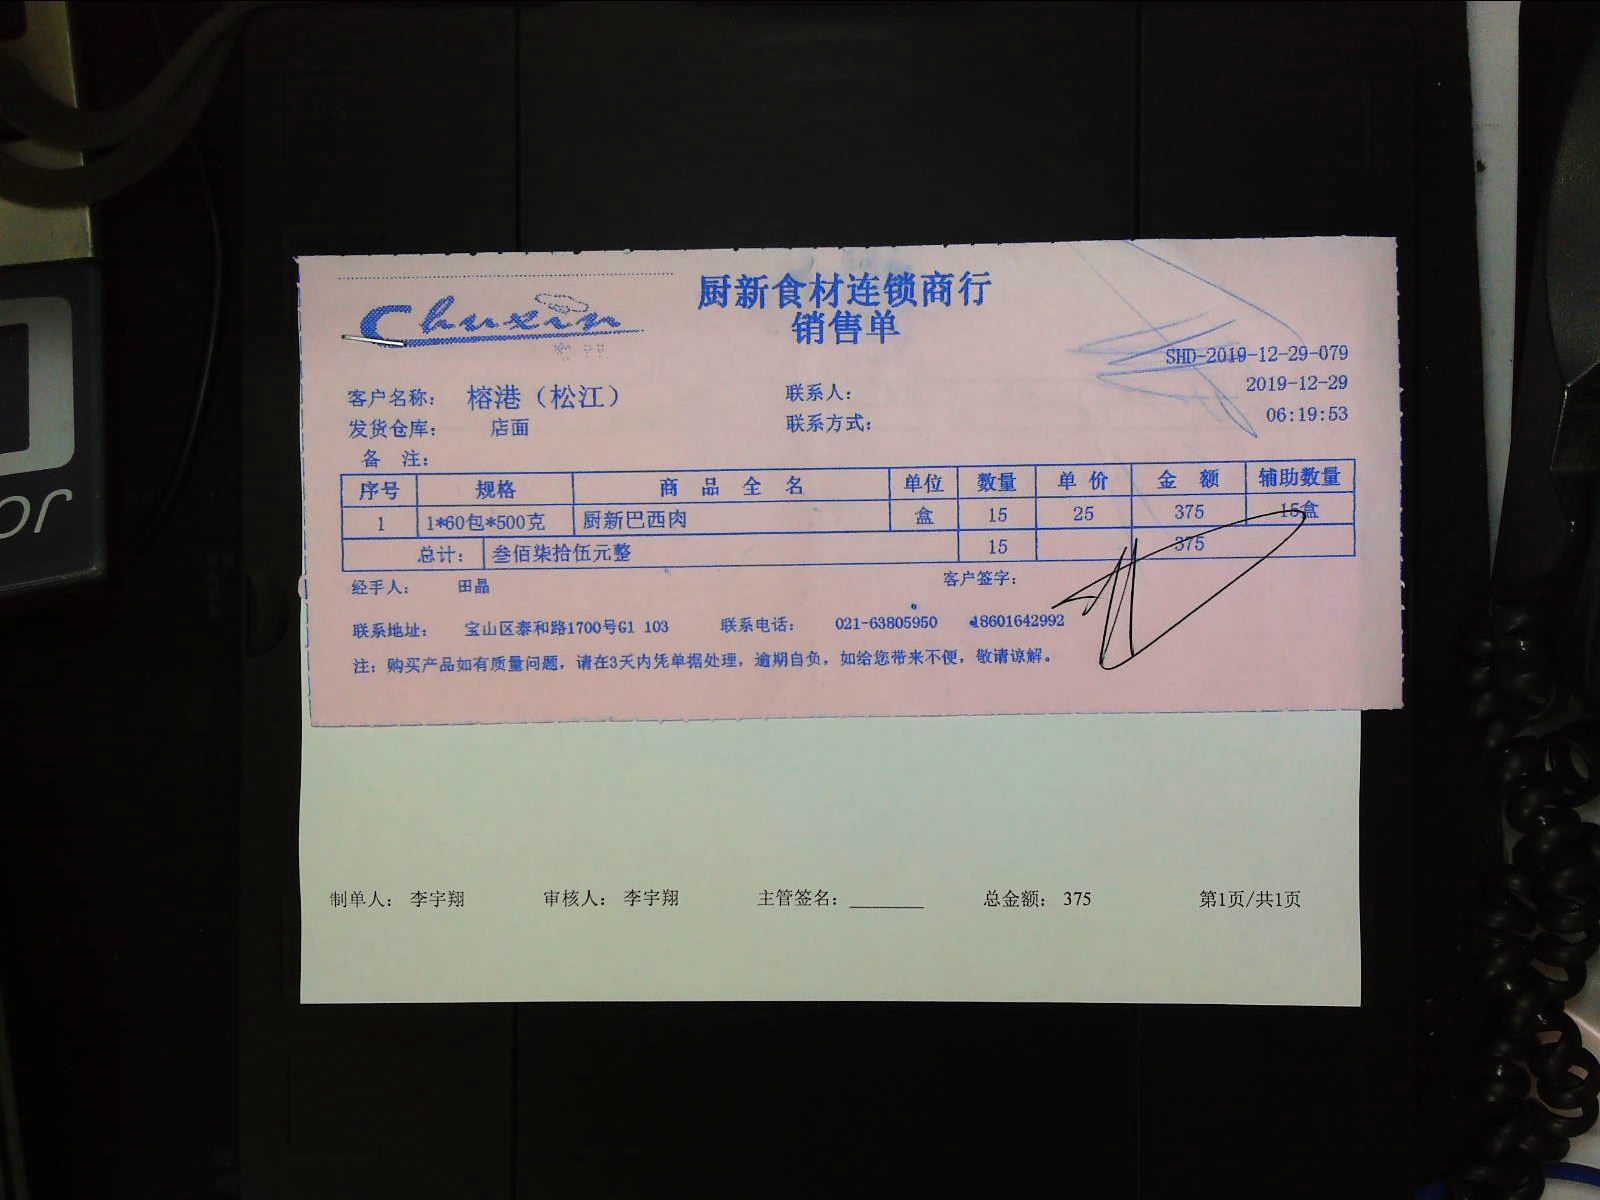 Chuxin
厨新食材连锁商行
销售单
SHD-2019-12-29-079
2019-12-29
06:19:53
客户名称: 榕港（松江） 联系人:
发货仓库: 店面 联系方式:
备 注:
序号 规格 商 品 全 名 单位 数量 单 价 金 额 辅助数量
1 1*60包*500克 厨新巴西肉 盒 15 25 375 15盒
总计: 叁佰柒拾伍元整 15 375
经手人: 田晶 客户签字:
联系地址: 宝山区泰和路1700号G1 103 联系电话: 021-63805950 18601642992
注: 购买产品如有质量问题, 请在3天内凭单据处理, 逾期自负, 如给您带来不便, 敬请谅解。
制单人: 李宇翔 审核人: 李宇翔 主管签名:________ 总金额: 375 第1页/共1页
or